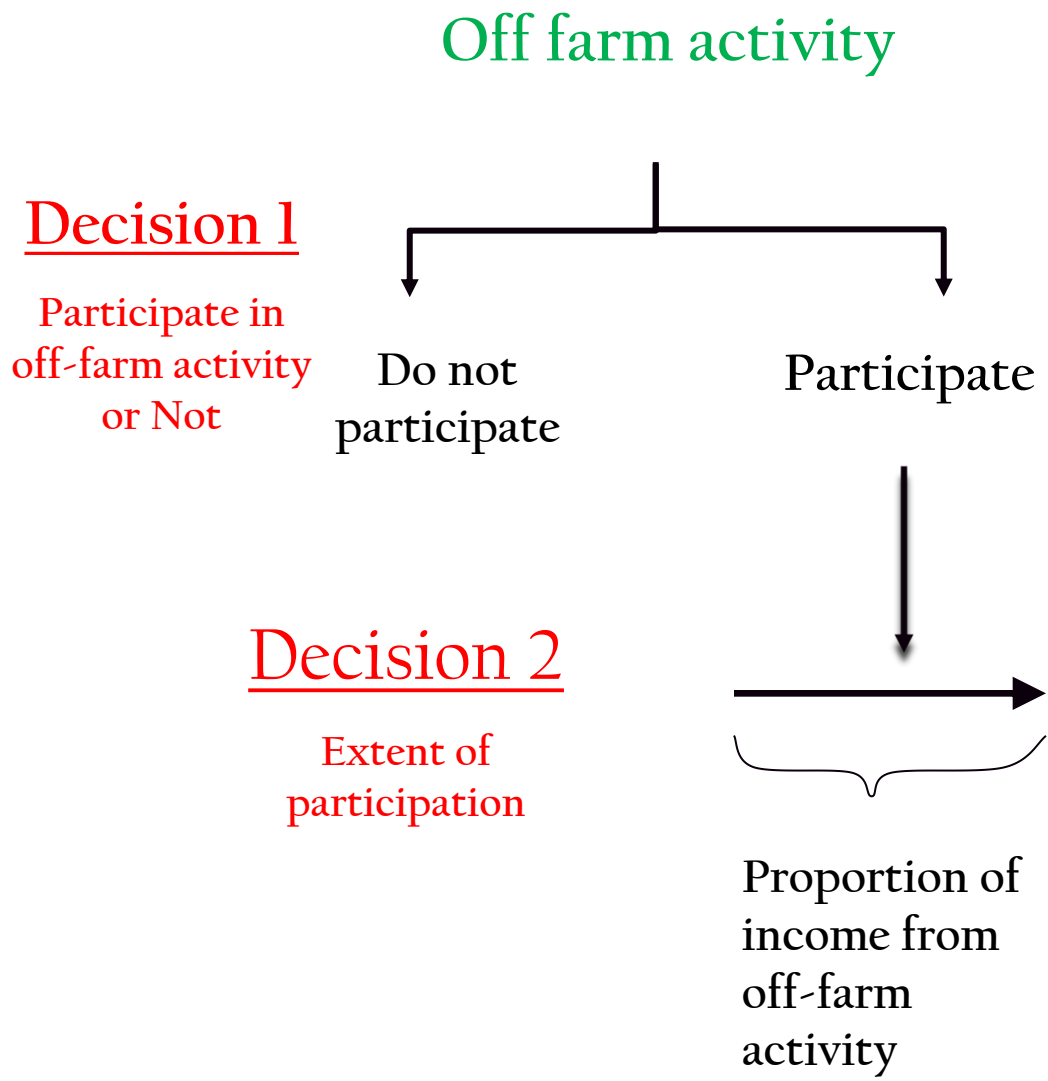 Off farm activity
Decision 1
Participate in
off-farm activity
or Not
Do not
participate
Participate
Decision 2
Extent of
participation
Proportion of
income from
off-farm
activity